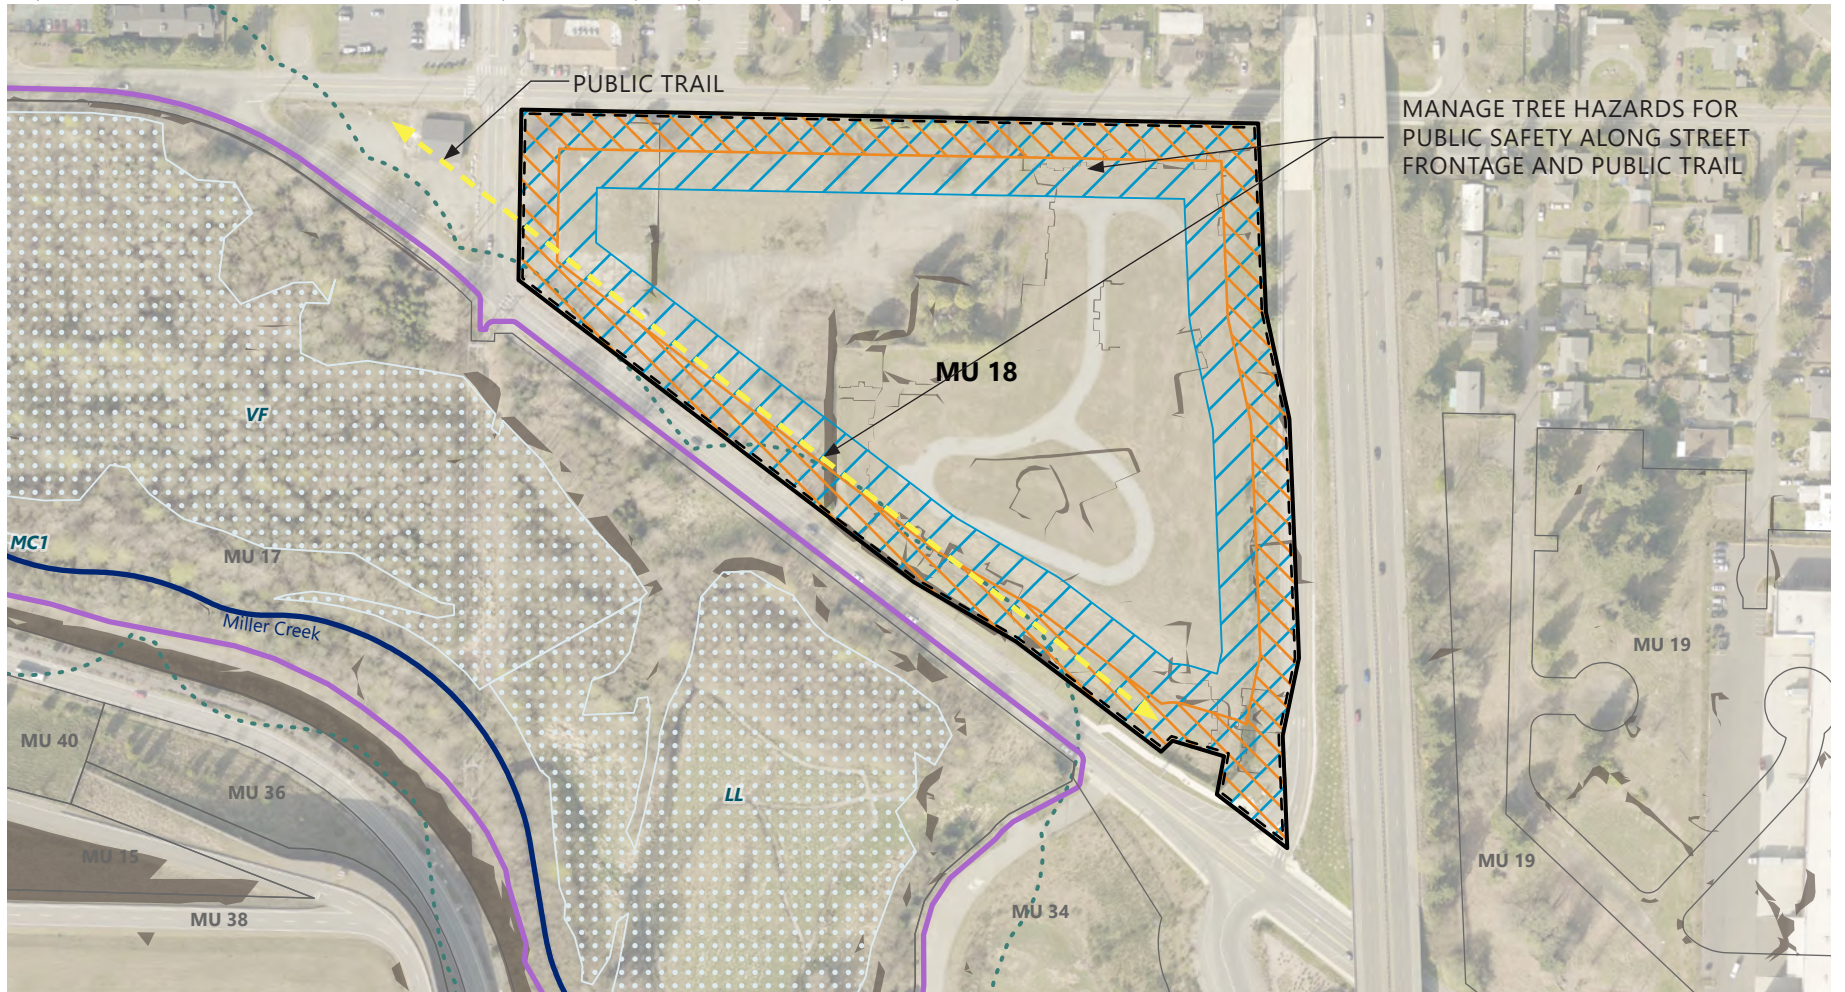 PUBLIC TRAIL
MANAGE TREE HAZARDS FOR
PUBLIC SAFETY ALONG STREET
FRONTAGE AND PUBLIC TRAIL
MU 18
VF
MC1
MU 17
Miller Creek
MU 19
MU 40
MU 36
LL
MU 15
MU 19
MU 38
MU 34